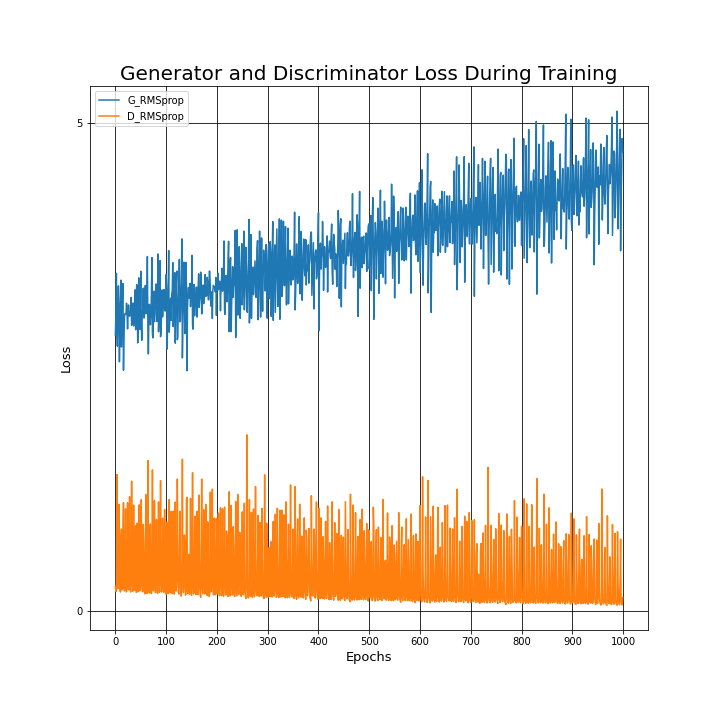 Generator and Discriminator Loss During Training
G_RMSprop
D_RMSprop
5
Loss
0
0 100 200 300 400 500 600 700 800 900 1000
Epochs